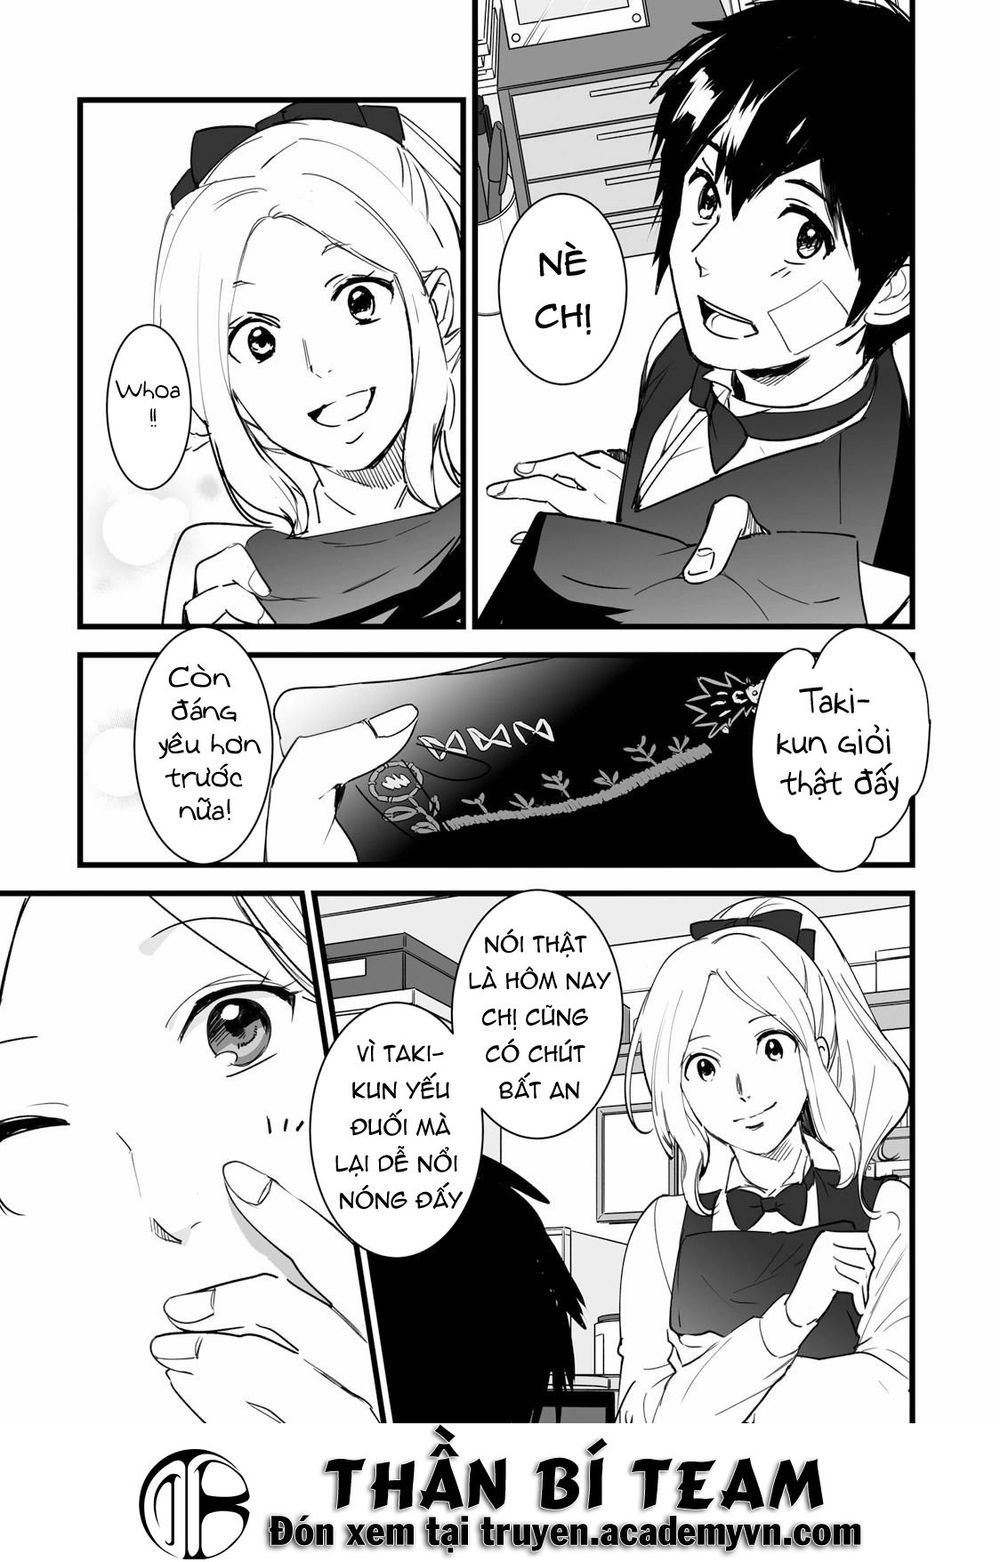 NÈ
CHỊ
Whoa
!!
Taki-
kun giỏi
thật đấy
Còn
đáng
yêu hơn
trước
nữa!
NÓI THẬT
LÀ HÔM NAY
CHỊ CŨNG
CÓ CHÚT
BẤT AN
VÌ TAKI-
KUN YẾU
ĐUỐI MÀ
LẠI DỄ NỔI
NÓNG ĐẤY
THẦN BÍ TEAM
Đón xem tại truyen.academyvn.com